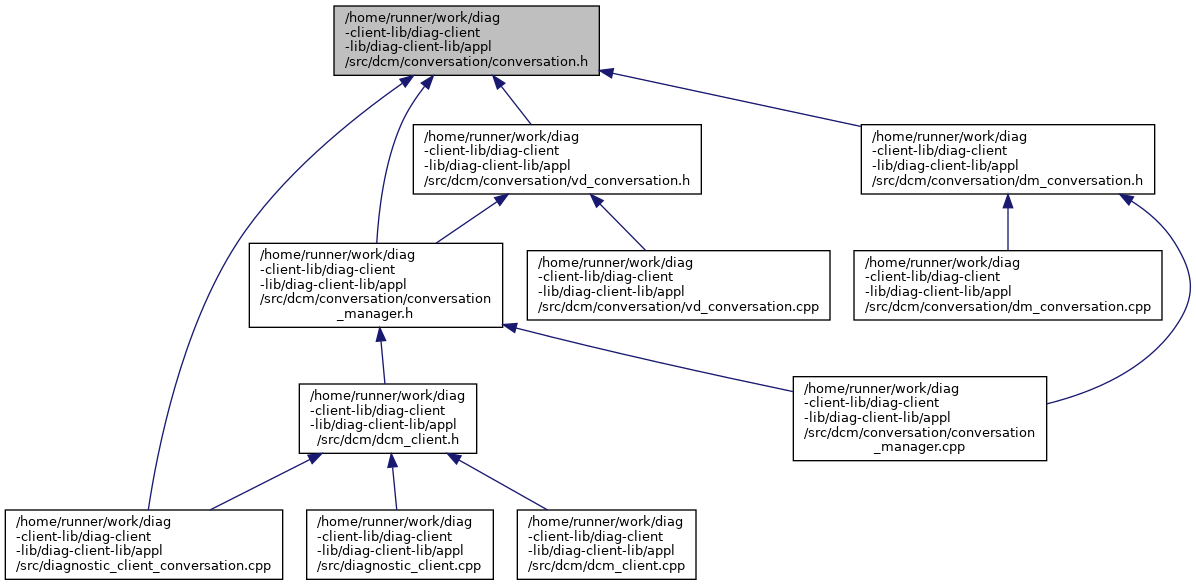 /home/runner/work/diag
-client-lib/diag-client
-lib/diag-client-lib/appl
/src/dcm/conversation/conversation.h
/home/runner/work/diag
-client-lib/diag-client
-lib/diag-client-lib/appl
/src/dcm/conversation/vd_conversation.h
/home/runner/work/diag
-client-lib/diag-client
-lib/diag-client-lib/appl
/src/dcm/conversation/dm_conversation.h
/home/runner/work/diag
-client-lib/diag-client
-lib/diag-client-lib/appl
/src/dcm/conversation/conversation
_manager.h
/home/runner/work/diag
-client-lib/diag-client
-lib/diag-client-lib/appl
/src/dcm/conversation/vd_conversation.cpp
/home/runner/work/diag
-client-lib/diag-client
-lib/diag-client-lib/appl
/src/dcm/conversation/dm_conversation.cpp
/home/runner/work/diag
-client-lib/diag-client
-lib/diag-client-lib/appl
/src/dcm/dcm_client.h
/home/runner/work/diag
-client-lib/diag-client
-lib/diag-client-lib/appl
/src/dcm/conversation/conversation
_manager.cpp
/home/runner/work/diag
-client-lib/diag-client
-lib/diag-client-lib/appl
/src/diagnostic_client_conversation.cpp
/home/runner/work/diag
-client-lib/diag-client
-lib/diag-client-lib/appl
/src/diagnostic_client.cpp
/home/runner/work/diag
-client-lib/diag-client
-lib/diag-client-lib/appl
/src/dcm/dcm_client.cpp